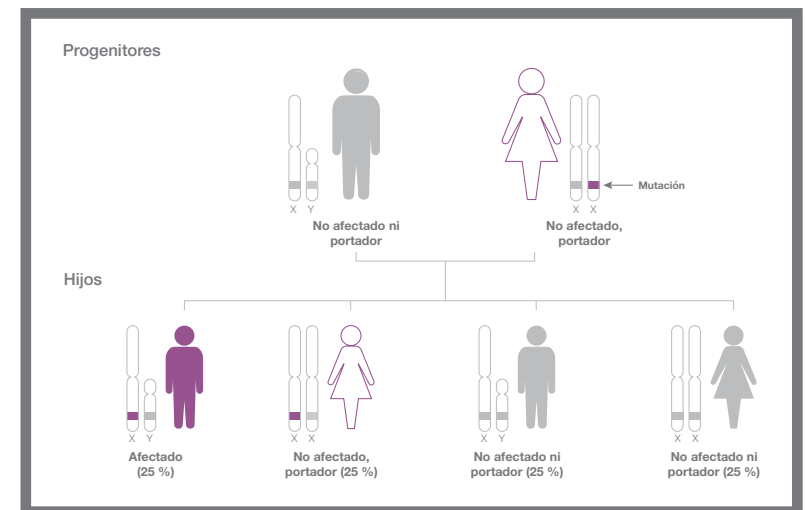 Progenitores
Mutación
X Y
X X
No afectado ni
portador
No afectado,
portador
Hijos
X Y
X X
X Y
X X
Afectado
(25 %)
No afectado,
portador (25 %)
No afectado ni
portador (25 %)
No afectado ni
portador (25 %)